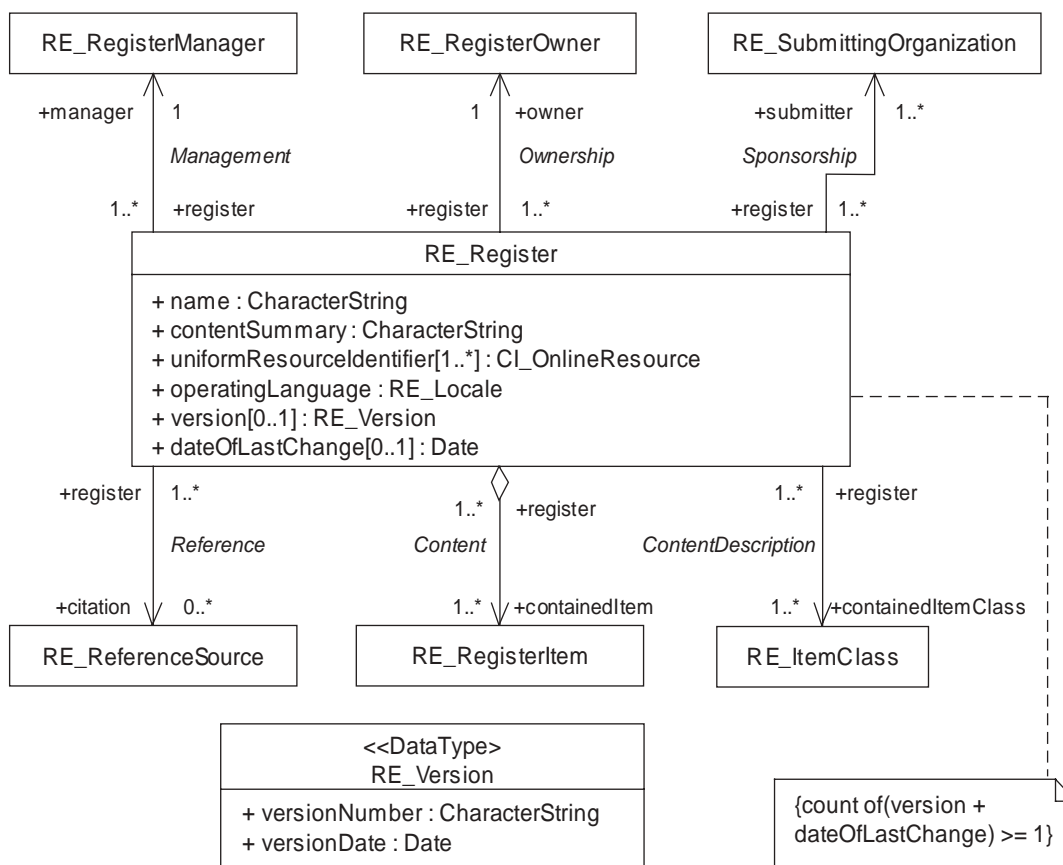 RE_RegisterManager
RE_RegisterOwner
RE_SubmittingOrganization
+manager 1
1 +owner
+submitter 1..*
Management
Ownership
Sponsorship
1..* +register
+register 1..*
+register 1..*
RE_Register
+ name : CharacterString
+ contentSummary : CharacterString
+ uniformResourceIdentifier[1..*] : CI_OnlineResource
+ operatingLanguage : RE_Locale
+ version[0..1] : RE_Version
+ dateOfLastChange[0..1] : Date
+register 1..*
1..* +register
1..* +register
Reference
Content
ContentDescription
+citation 0..*
1..* +containedItem
1..* +containedItemClass
RE_ReferenceSource
RE_RegisterItem
RE_ItemClass
<<DataType>
RE_Version
+ versionNumber : CharacterString
+ versionDate : Date
{count of(version +
dateOfLastChange) >= 1}